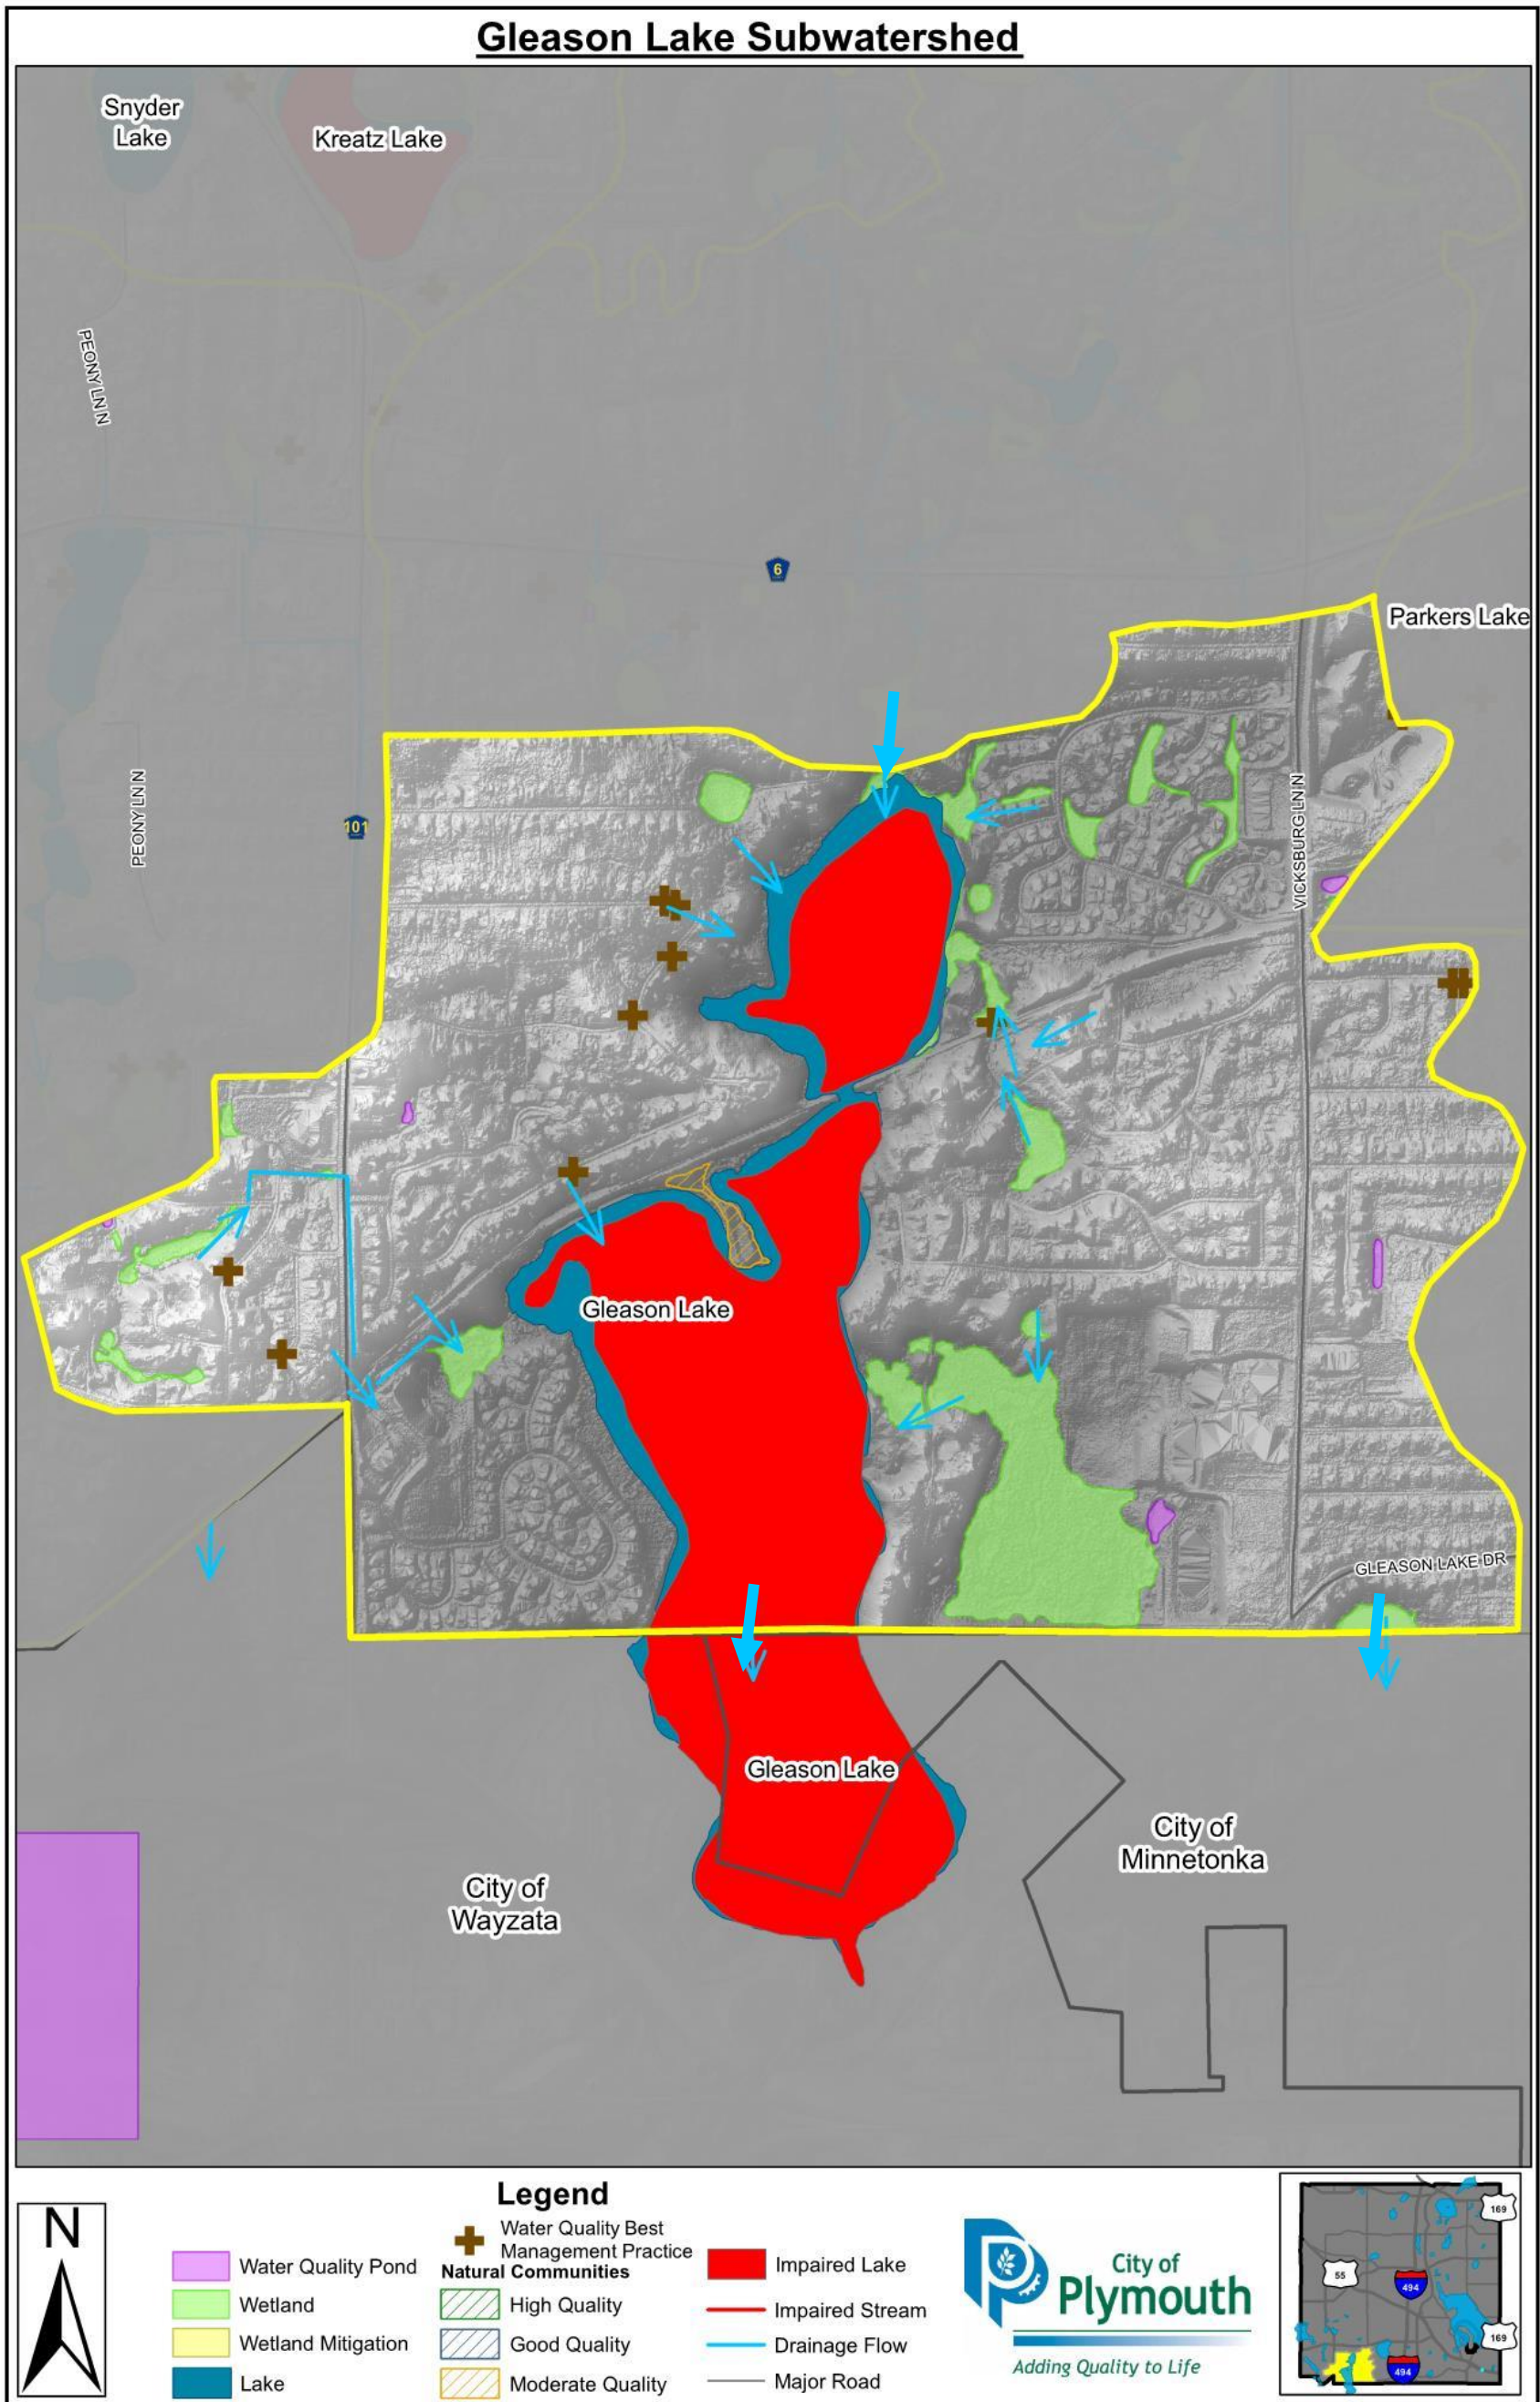 Gleason Lake Subwatershed
Snyder
Lake
Kreatz Lake
PEONY LN N
6
Parkers Lake
PEONY LN N
101
VICKSBURG LN N
Gleason Lake
GLEASON LAKE DR
Gleason Lake
City of
Minnetonka
City of
Wayzata
N
Legend
Water Quality Pond
Wetland
Wetland Mitigation
Lake
Water Quality Best
Management Practice
Natural Communities
High Quality
Good Quality
Moderate Quality
Impaired Lake
Impaired Stream
Drainage Flow
Major Road
City of
Plymouth
Adding Quality to Life
169
55
494
169
494